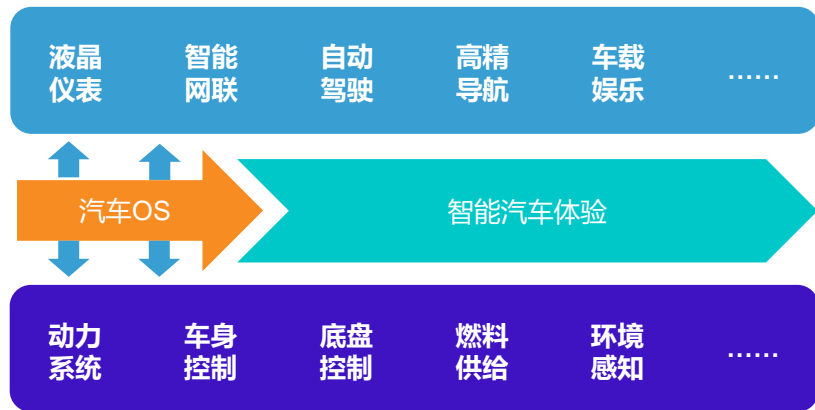 液晶 智能 自动 高精 车载
仪表 网联 驾驶 导航 娱乐 ......
汽车OS 智能汽车体验
动力 车身 底盘 燃料 环境
系统 控制 控制 供给 感知 ......